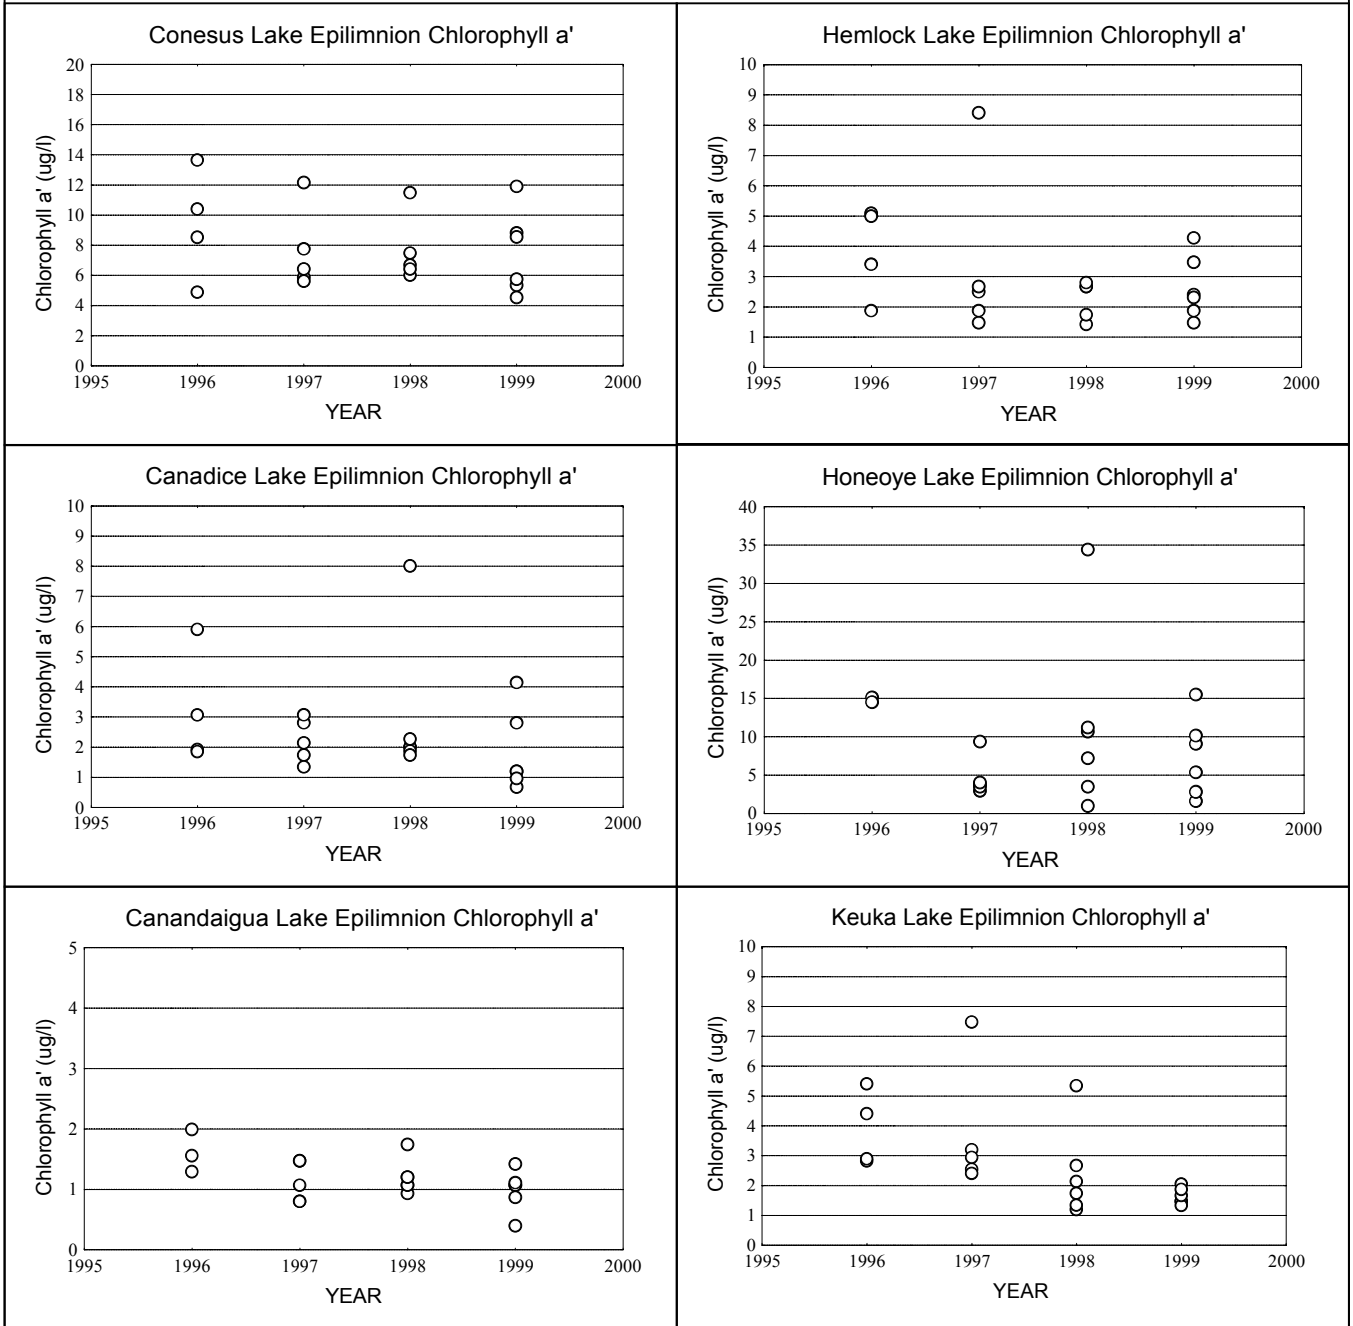 Conesus Lake Epilimnion Chlorophyll a'
Chlorophyll a' (ug/l)
20
18
16
14
12
10
8
6
4
2
0
1995 1996 1997 1998 1999 2000
YEAR
Hemlock Lake Epilimnion Chlorophyll a'
Chlorophyll a' (ug/l)
10
9
8
7
6
5
4
3
2
1
0
1995 1996 1997 1998 1999 2000
YEAR
Canadice Lake Epilimnion Chlorophyll a'
Chlorophyll a' (ug/l)
10
9
8
7
6
5
4
3
2
1
0
1995 1996 1997 1998 1999 2000
YEAR
Honeoye Lake Epilimnion Chlorophyll a'
Chlorophyll a' (ug/l)
40
35
30
25
20
15
10
5
0
1995 1996 1997 1998 1999 2000
YEAR
Canandaigua Lake Epilimnion Chlorophyll a'
Chlorophyll a' (ug/l)
5
4
3
2
1
0
1995 1996 1997 1998 1999 2000
YEAR
Keuka Lake Epilimnion Chlorophyll a'
Chlorophyll a' (ug/l)
10
9
8
7
6
5
4
3
2
1
0
1995 1996 1997 1998 1999 2000
YEAR